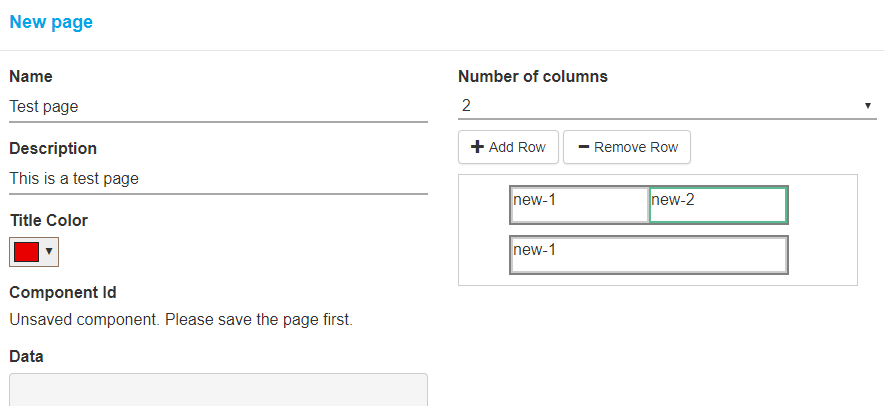 New page
Name
Test page
Description
This is a test page
Title Color
Component Id
Unsaved component. Please save the page first.
Data
Number of columns
2
Add Row
Remove Row
new-1 new-2
new-1